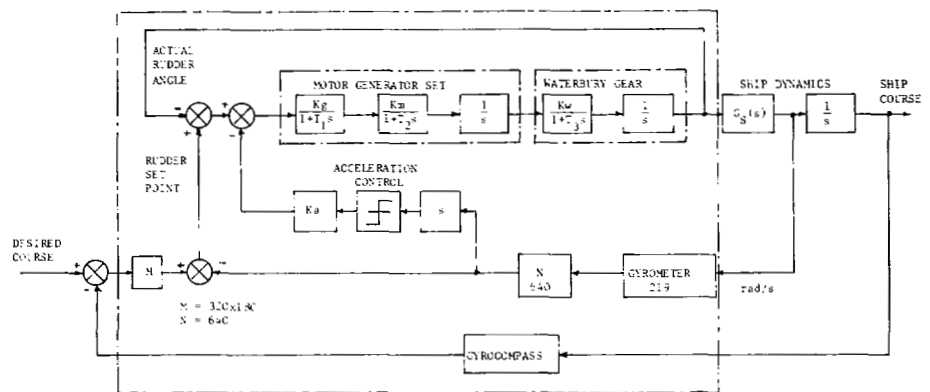 ACTUAL
RUDDER
ANGLE
MOTOR GENERATOR SET
Kg
1+T₁s
Km
1+T₂s
1
s
WATERBURY GEAR
Kw
1+T₃s
1
s
SHIP DYNAMICS
Gs(s)
1
s
SHIP
COURSE
RUDDER
SET
POINT
ACCELERATION
CONTROL
Ka
s
DESIRED
COURSE
M
M = 320x180
N = 640
N
640
GYROMETER
219
rad/s
GYROCOMPASS
+
-
+
-
+
-
+
-